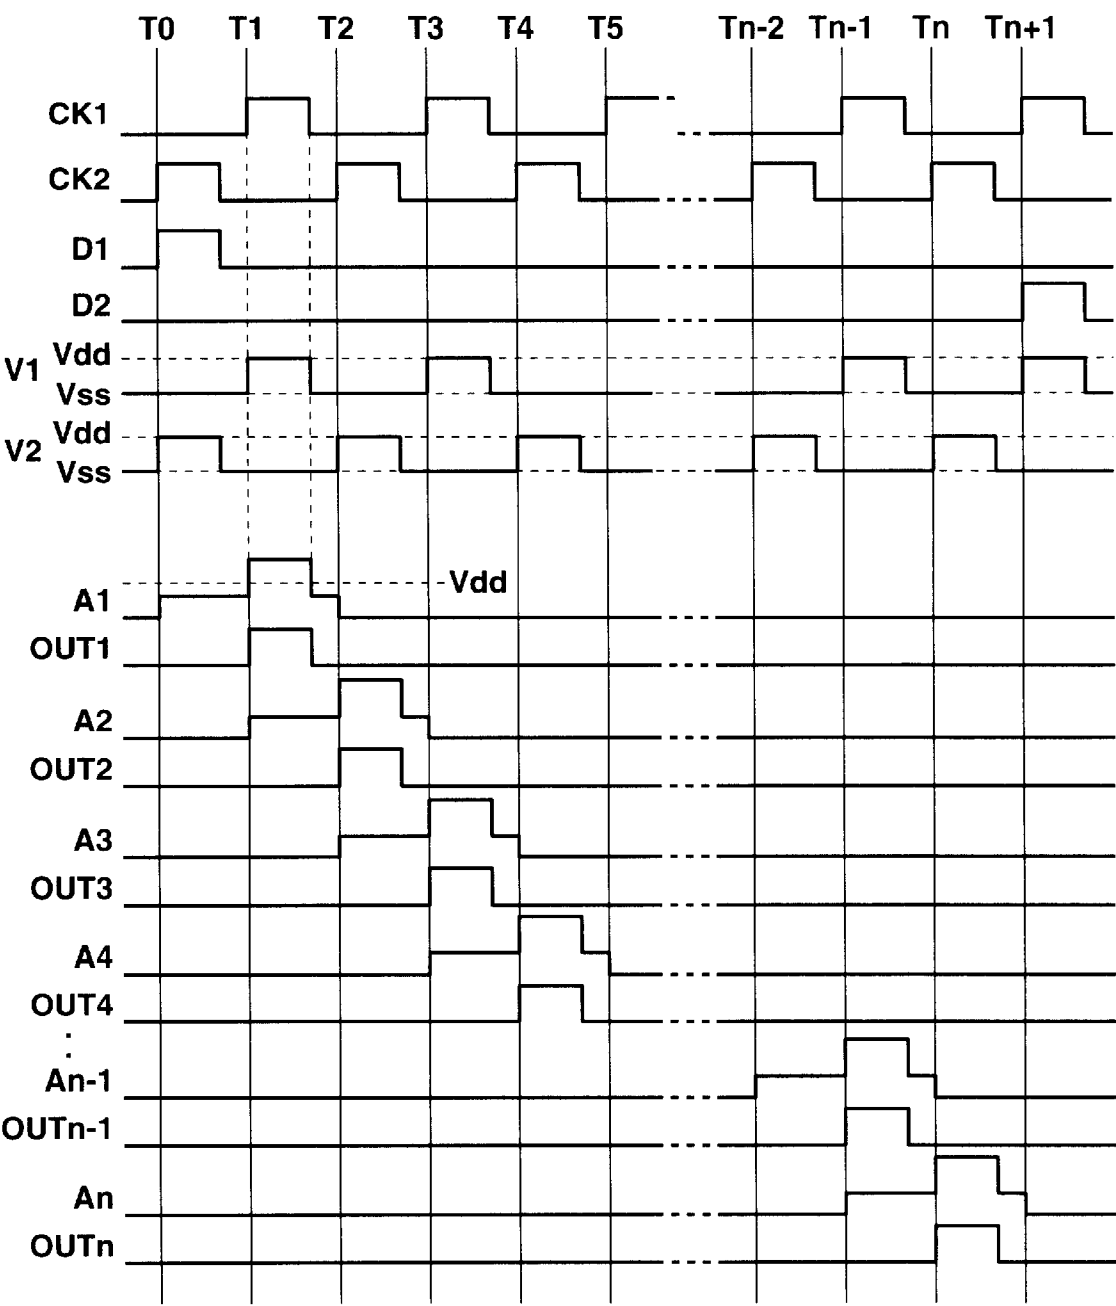 T0 T1 T2 T3 T4 T5 Tn-2 Tn-1 Tn Tn+1
CK1
CK2
D1
D2
V1 Vdd
Vss
V2 Vdd
Vss
Vdd
A1
OUT1
A2
OUT2
A3
OUT3
A4
OUT4
An-1
OUTn-1
An
OUTn